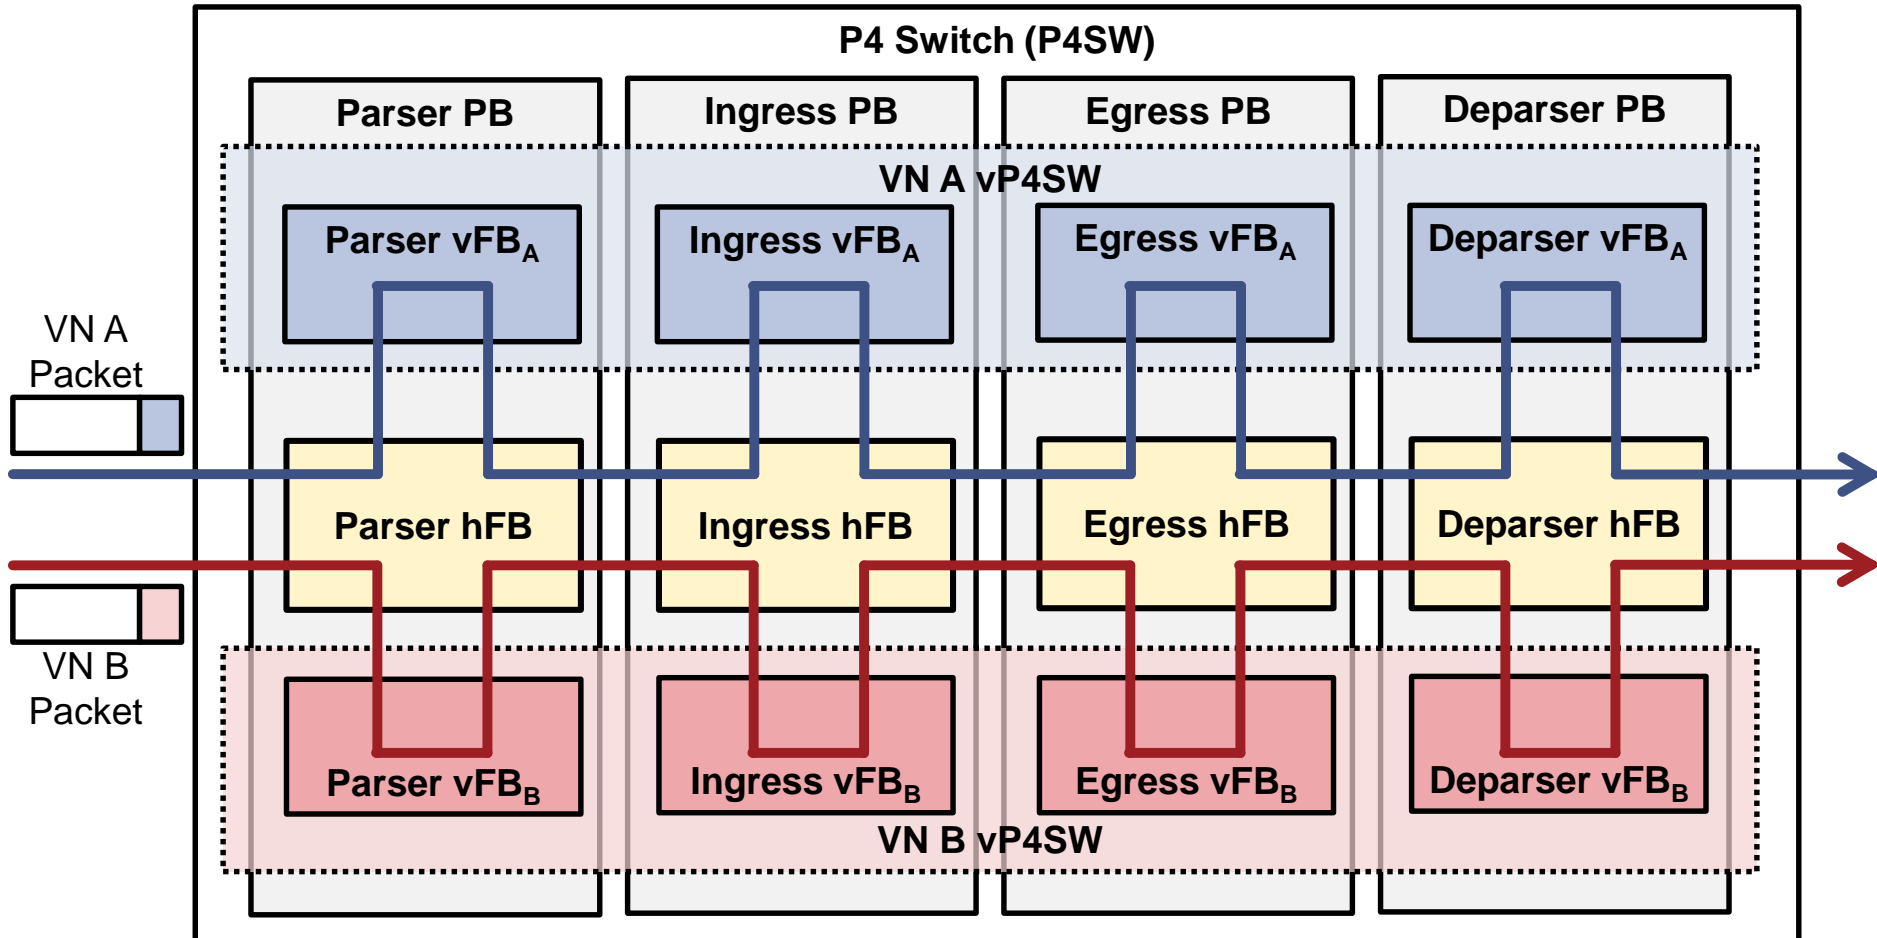 P4 Switch (P4SW)
Parser PB
Ingress PB
Egress PB
Deparser PB
VN A vP4SW
Parser vFBA
Ingress vFBA
Egress vFBA
Deparser vFBA
VN A
Packet
Parser hFB
Ingress hFB
Egress hFB
Deparser hFB
VN B
Packet
Parser vFBB
Ingress vFBB
Egress vFBB
Deparser vFBB
VN B vP4SW